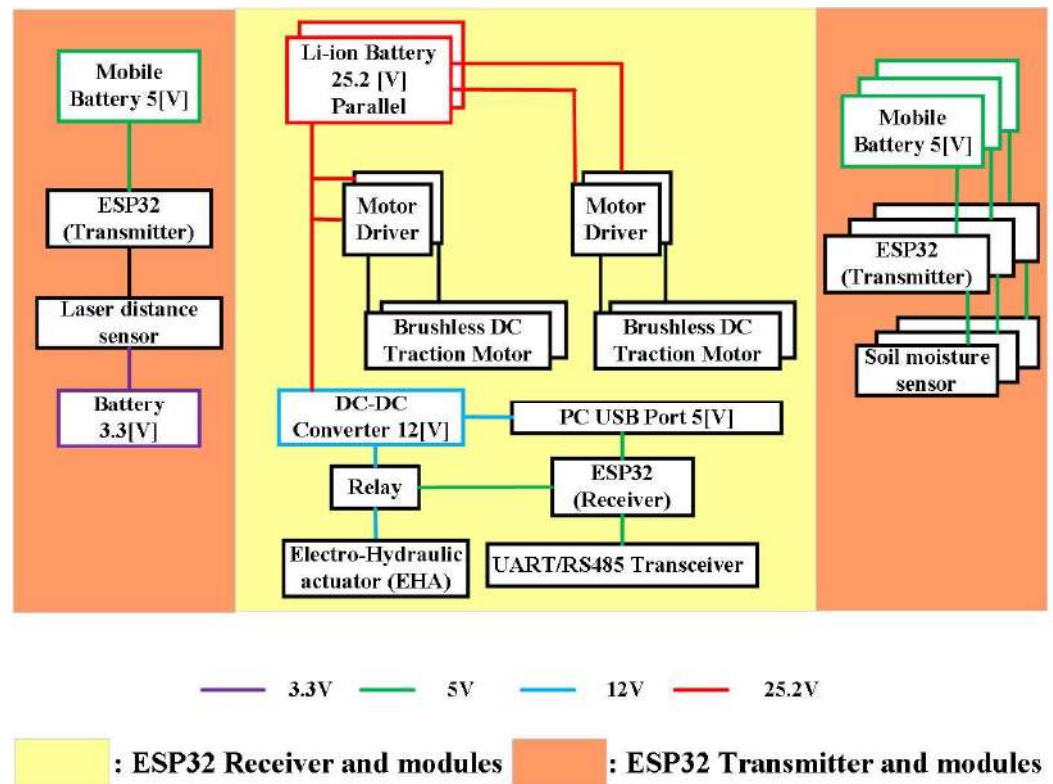 Mobile
Battery 5[V]
ESP32
(Transmitter)
Laser distance
sensor
Battery
3.3[V]
Li-ion Battery
25.2 [V]
Parallel
Motor
Driver
Motor
Driver
Brushless DC
Traction Motor
Brushless DC
Traction Motor
DC-DC
Converter 12[V]
PC USB Port 5[V]
Relay
ESP32
(Receiver)
Electro-Hydraulic
actuator (EHA)
UART/RS485 Transceiver
Mobile
Battery 5[V]
ESP32
(Transmitter)
Soil moisture
sensor
3.3V
5V
12V
25.2V
: ESP32 Receiver and modules
: ESP32 Transmitter and modules